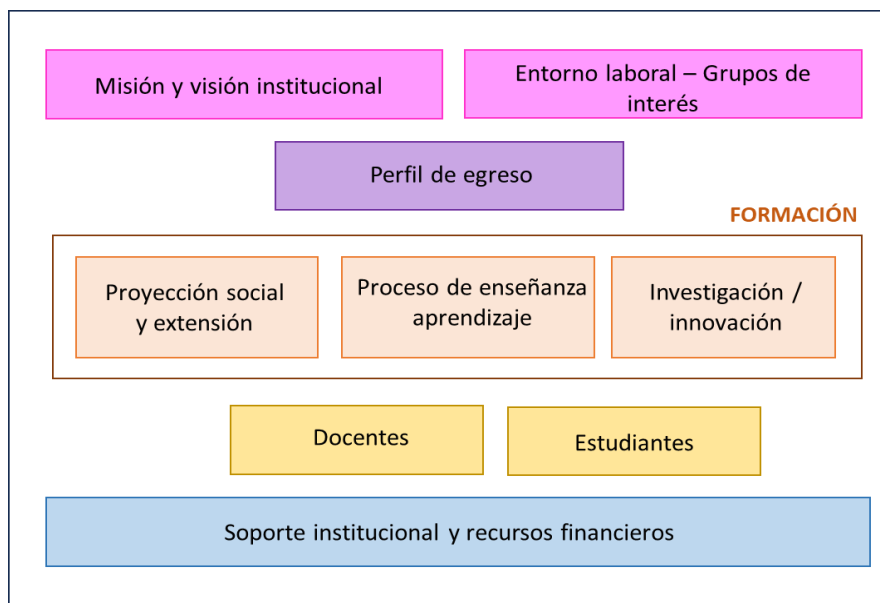 Misión y visión institucional
Entorno laboral – Grupos de
interés
Perfil de egreso
FORMACIÓN
Proyección social
y extensión
Proceso de enseñanza
aprendizaje
Investigación /
innovación
Docentes
Estudiantes
Soporte institucional y recursos financieros